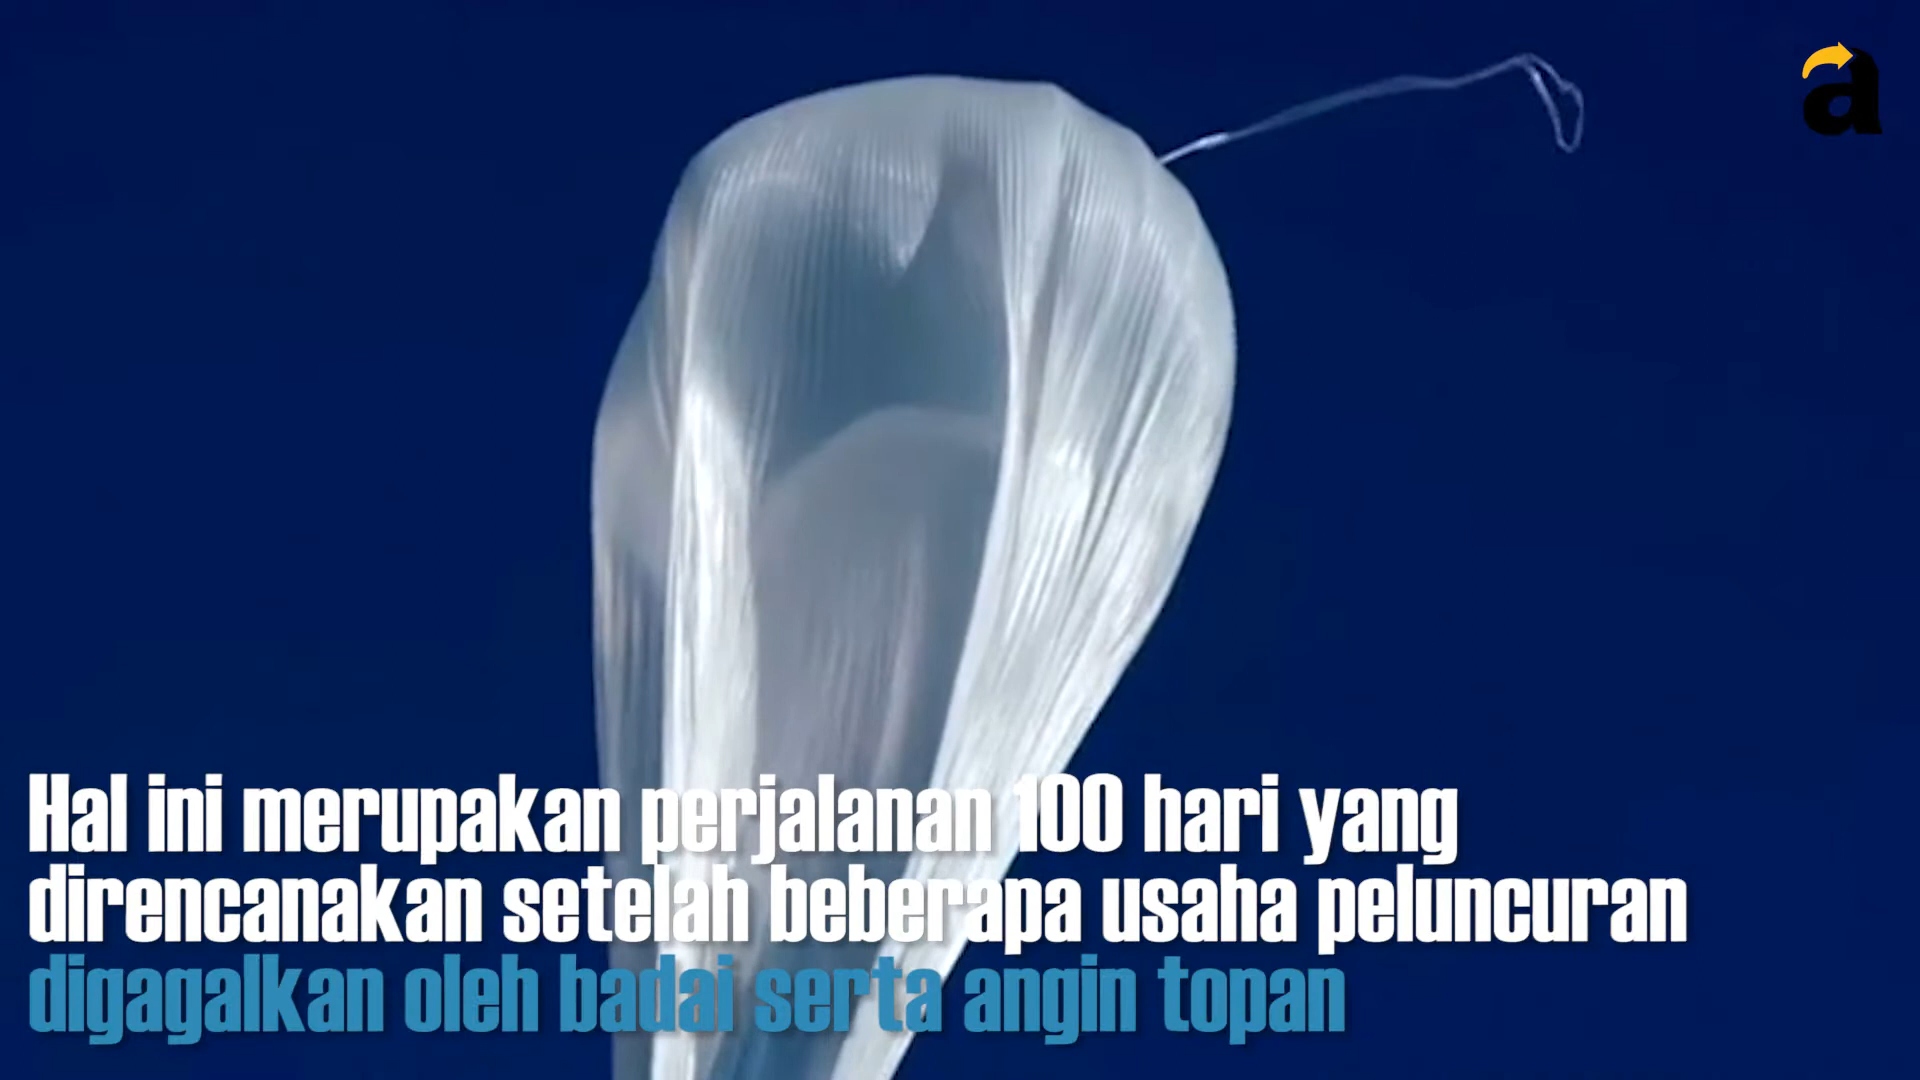 a
Hal ini merupakan perjalanan 100 hari yang
direncanakan setelah beberapa usaha peluncuran
digagalkan oleh badai serta angin topan